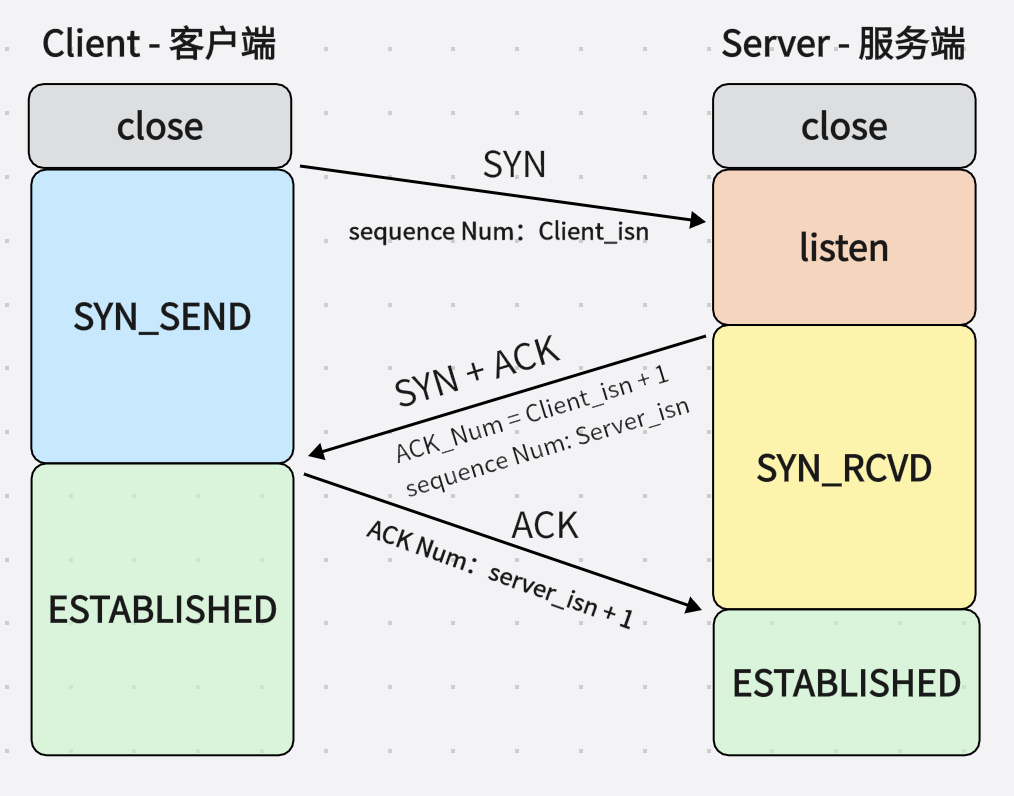 Client - 客户端
Server - 服务端
close
close
SYN
sequence Num：Client_isn
listen
SYN_SEND
SYN + ACK
ACK_Num = Client_isn + 1
sequence Num: Server_isn
SYN_RCVD
ACK
ACK Num：server_isn + 1
ESTABLISHED
ESTABLISHED